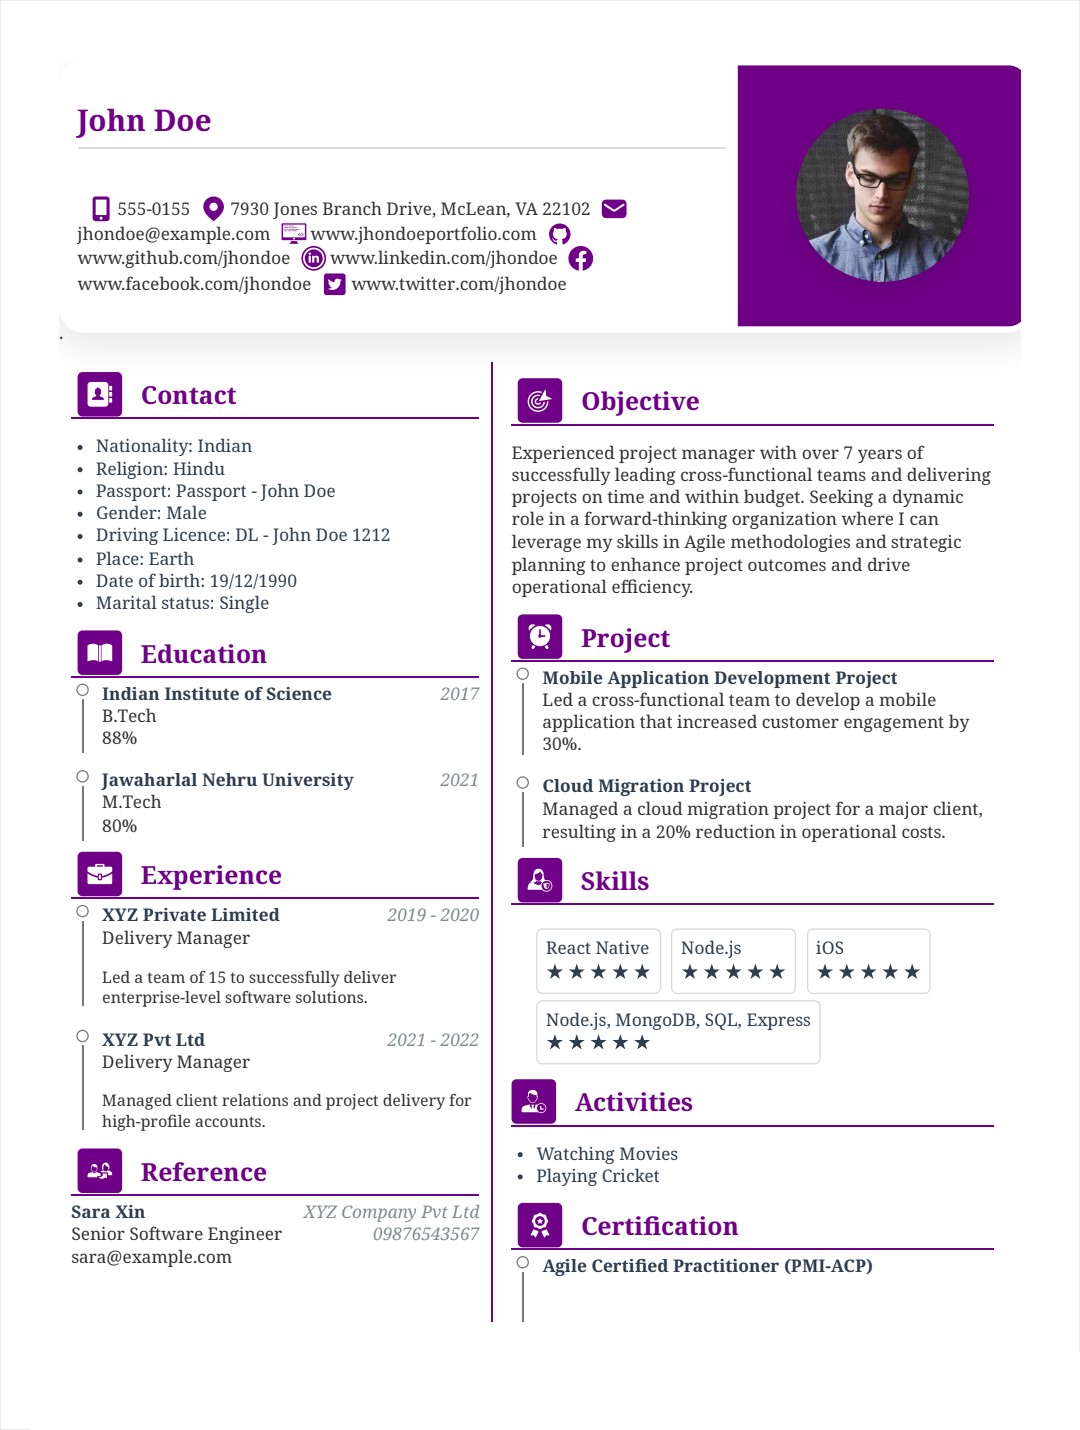 John Doe
555-0155 7930 Jones Branch Drive, McLean, VA 22102
jhondoe@example.com www.jhondoeportfolio.com
www.github.com/jhondoe www.linkedin.com/jhondoe
www.facebook.com/jhondoe www.twitter.com/jhondoe
.
Contact
• Nationality: Indian
• Religion: Hindu
• Passport: Passport - John Doe
• Gender: Male
• Driving Licence: DL - John Doe 1212
• Place: Earth
• Date of birth: 19/12/1990
• Marital status: Single
Education
Indian Institute of Science 2017
B.Tech
88%
Jawaharlal Nehru University 2021
M.Tech
80%
Experience
XYZ Private Limited 2019 - 2020
Delivery Manager
Led a team of 15 to successfully deliver
enterprise-level software solutions.
XYZ Pvt Ltd 2021 - 2022
Delivery Manager
Managed client relations and project delivery for
high-profile accounts.
Reference
Sara Xin XYZ Company Pvt Ltd
Senior Software Engineer 09876543567
sara@example.com
Objective
Experienced project manager with over 7 years of
successfully leading cross-functional teams and delivering
projects on time and within budget. Seeking a dynamic
role in a forward-thinking organization where I can
leverage my skills in Agile methodologies and strategic
planning to enhance project outcomes and drive
operational efficiency.
Project
Mobile Application Development Project
Led a cross-functional team to develop a mobile
application that increased customer engagement by
30%.
Cloud Migration Project
Managed a cloud migration project for a major client,
resulting in a 20% reduction in operational costs.
Skills
React Native Node.js iOS
★★★★★ ★★★★★ ★★★★★
Node.js, MongoDB, SQL, Express
★★★★★
Activities
• Watching Movies
• Playing Cricket
Certification
Agile Certified Practitioner (PMI-ACP)